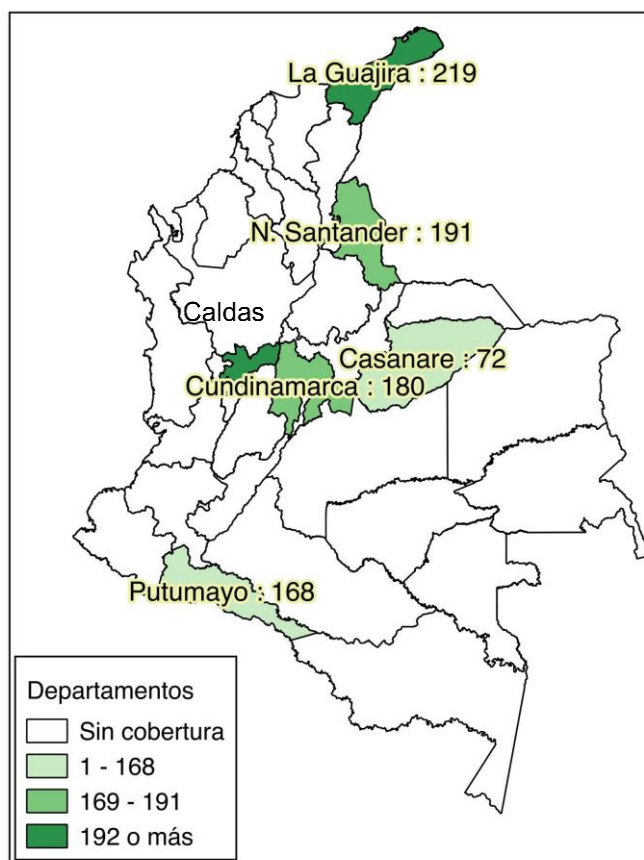 La Guajira : 219
N. Santander : 191
Caldas
Casanare : 72
Cundinamarca : 180
Putumayo : 168
Departamentos
Sin cobertura
1 - 168
169 - 191
192 o más